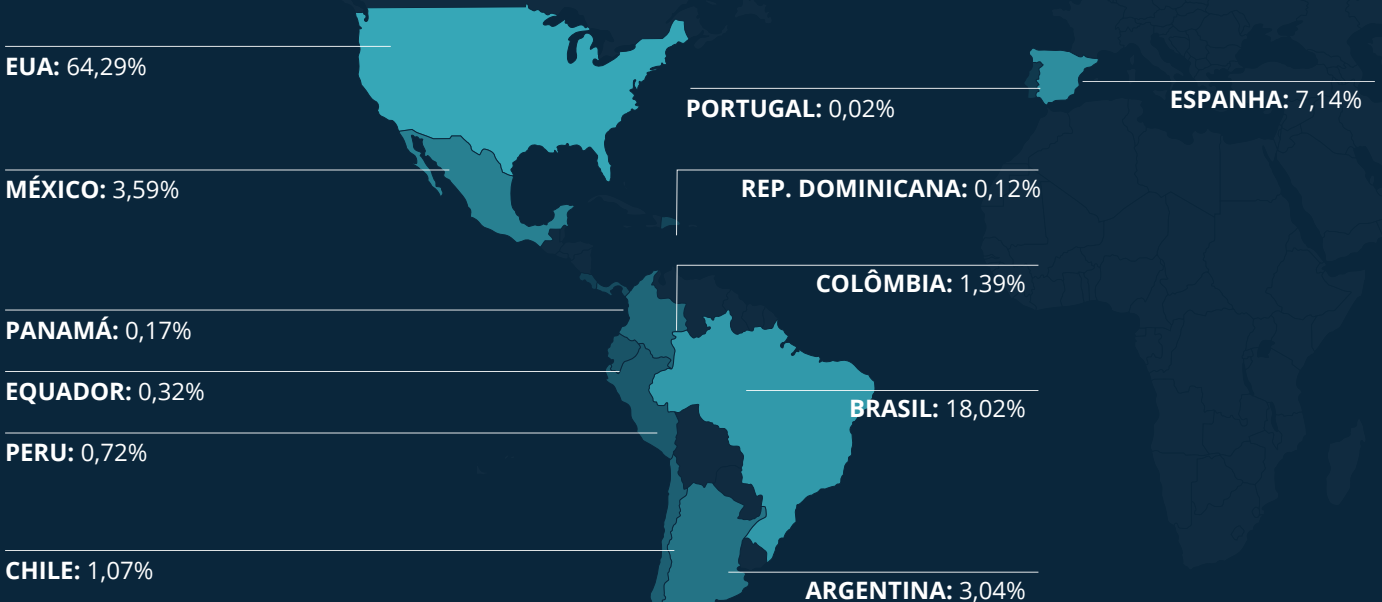 EUA: 64,29%
PORTUGAL: 0,02%
ESPANHA: 7,14%
MÉXICO: 3,59%
REP. DOMINICANA: 0,12%
COLÔMBIA: 1,39%
PANAMÁ: 0,17%
EQUADOR: 0,32%
BRASIL: 18,02%
PERU: 0,72%
CHILE: 1,07%
ARGENTINA: 3,04%